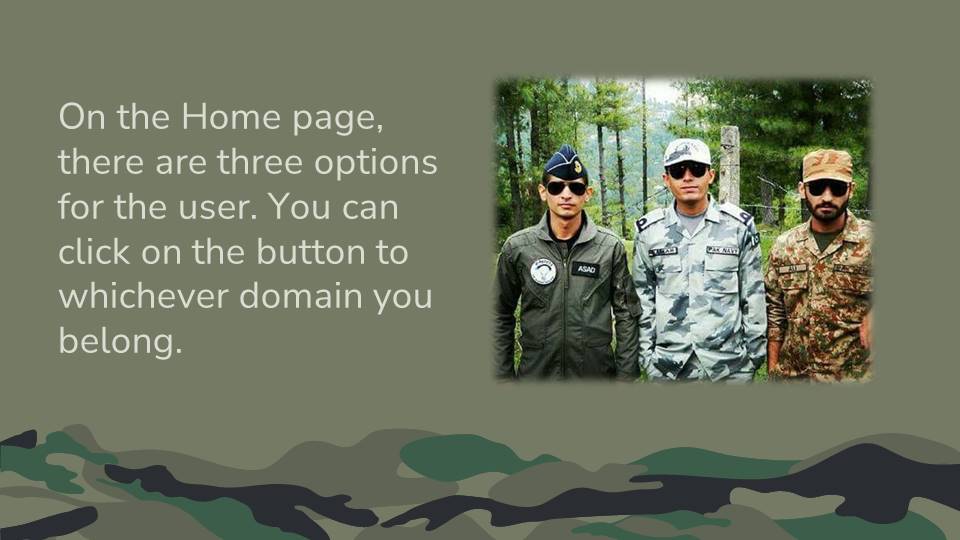 On the Home page,
there are three options
for the user. You can
click on the button to
whichever domain you
belong.
ASAD
PAK NAVY
ALI